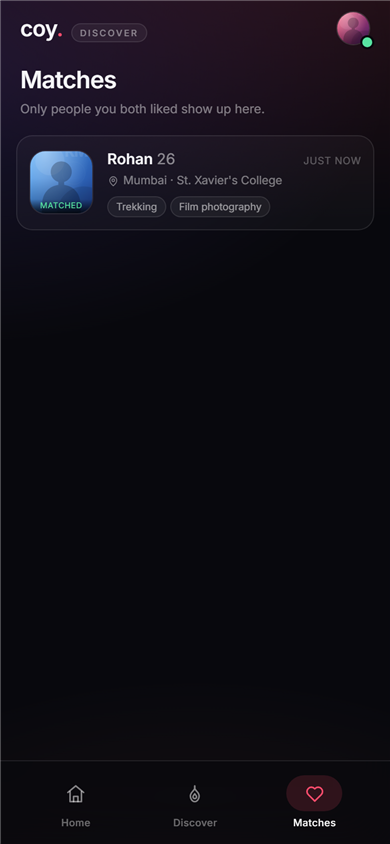 coy. DISCOVER
Matches
Only people you both liked show up here.
Rohan 26 JUST NOW
Mumbai · St. Xavier's College
MATCHED
Trekking Film photography
Home Discover Matches